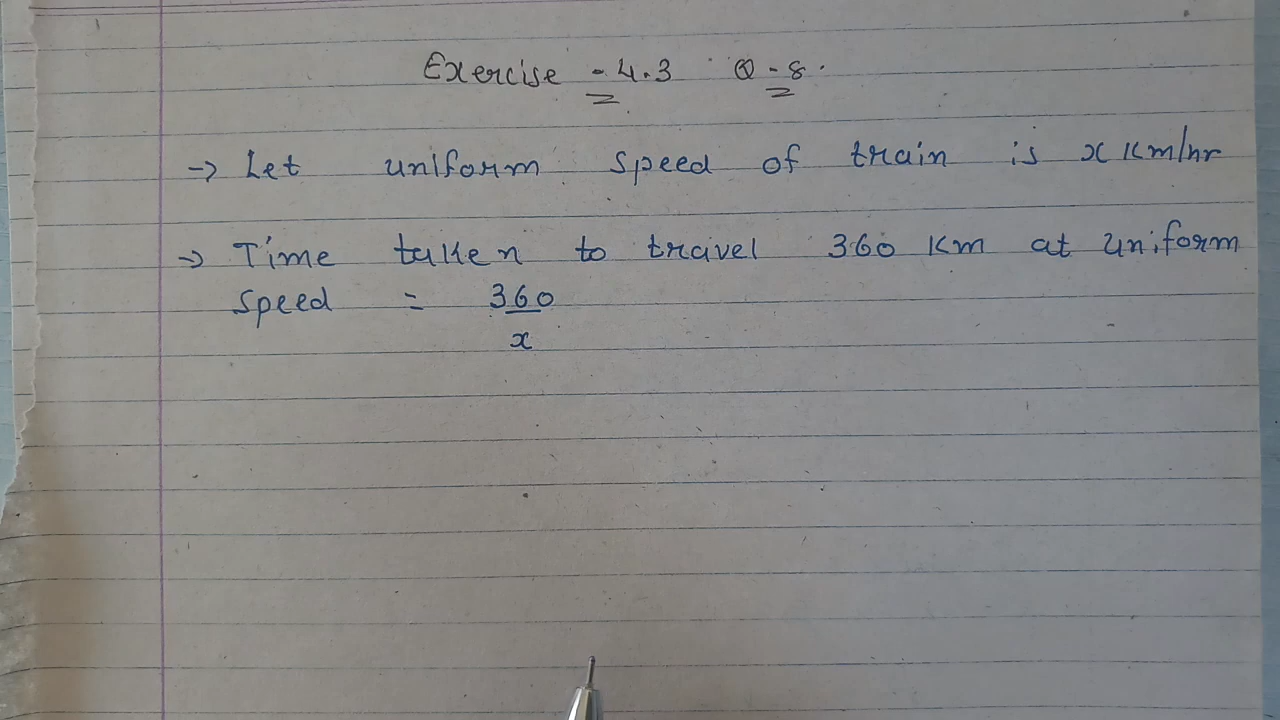 Exercise - 4.3 Q - 8.
→ Let uniform speed of train is x Km/hr
→ Time taken to travel 360 Km at uniform
speed = 360
x